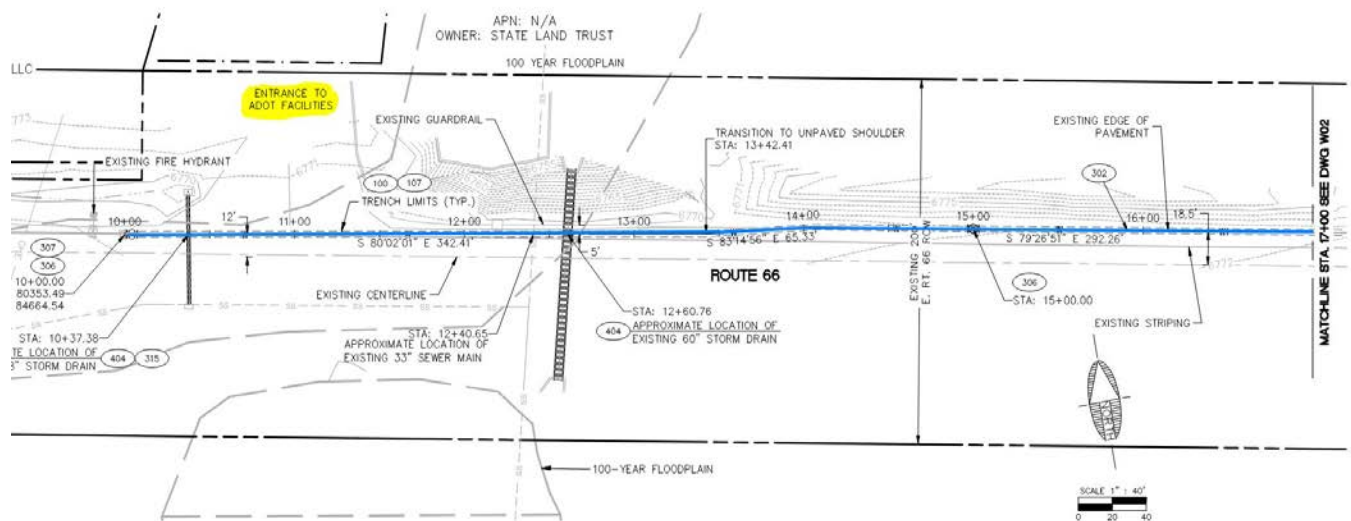 APN: N/A
OWNER: STATE LAND TRUST
LLC
100 YEAR FLOODPLAIN
ENTRANCE TO
ADOT FACILITIES
EXISTING GUARDRAIL
TRANSITION TO UNPAVED SHOULDER
STA: 13+42.41
EXISTING EDGE OF
PAVEMENT
EXISTING FIRE HYDRANT
100
107
302
TRENCH LIMITS (TYP.)
6775
6770
10+00
12'
11+00
12+00
13+00
14+00
15+00
16+00
18.5'
S 80°02'01" E 342.41'
5'
S 83°14'56" E 65.33'
S 79°26'51" E 292.26'
307
306
10+00.00
80353.49
84664.54
ROUTE 66
EXISTING 200'
E. RT. 66 ROW
306
STA: 15+00.00
6777
EXISTING CENTERLINE
STA: 12+60.76
404
APPROXIMATE LOCATION OF
EXISTING 60" STORM DRAIN
EXISTING STRIPING
STA: 10+37.38
TE LOCATION OF
8" STORM DRAIN
404
315
STA: 12+40.65
APPROXIMATE LOCATION OF
EXISTING 33" SEWER MAIN
SS
100-YEAR FLOODPLAIN
MATCHLINE STA. 17+00 SEE DWG W02
NORTH
SCALE 1" : 40'
0 20 40